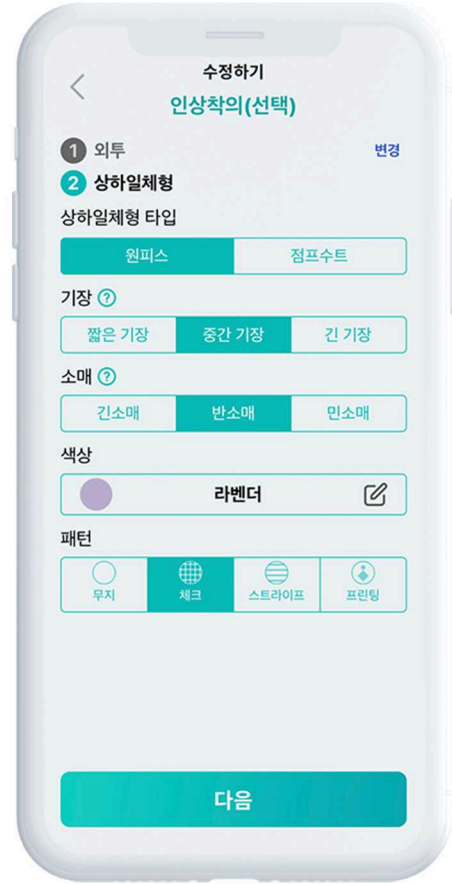 수정하기
인상착의(선택)
1 외투 변경
2 상하일체형
상하일체형 타입
원피스 점프수트
기장 ?
짧은 기장 중간 기장 긴 기장
소매 ?
긴소매 반소매 민소매
색상
라벤더
패턴
무지 체크 스트라이프 프린팅
다음